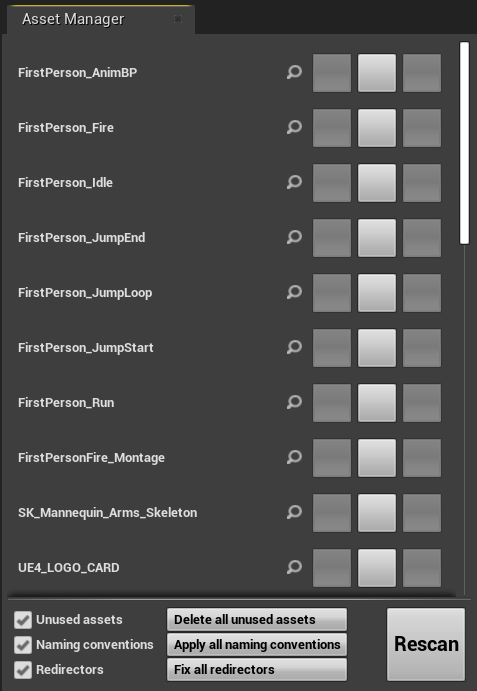 Asset Manager
FirstPerson_AnimBP
FirstPerson_Fire
FirstPerson_Idle
FirstPerson_JumpEnd
FirstPerson_JumpLoop
FirstPerson_JumpStart
FirstPerson_Run
FirstPersonFire_Montage
SK_Mannequin_Arms_Skeleton
UE4_LOGO_CARD
Unused assets
Delete all unused assets
Naming conventions
Apply all naming conventions
Redirectors
Fix all redirectors
Rescan